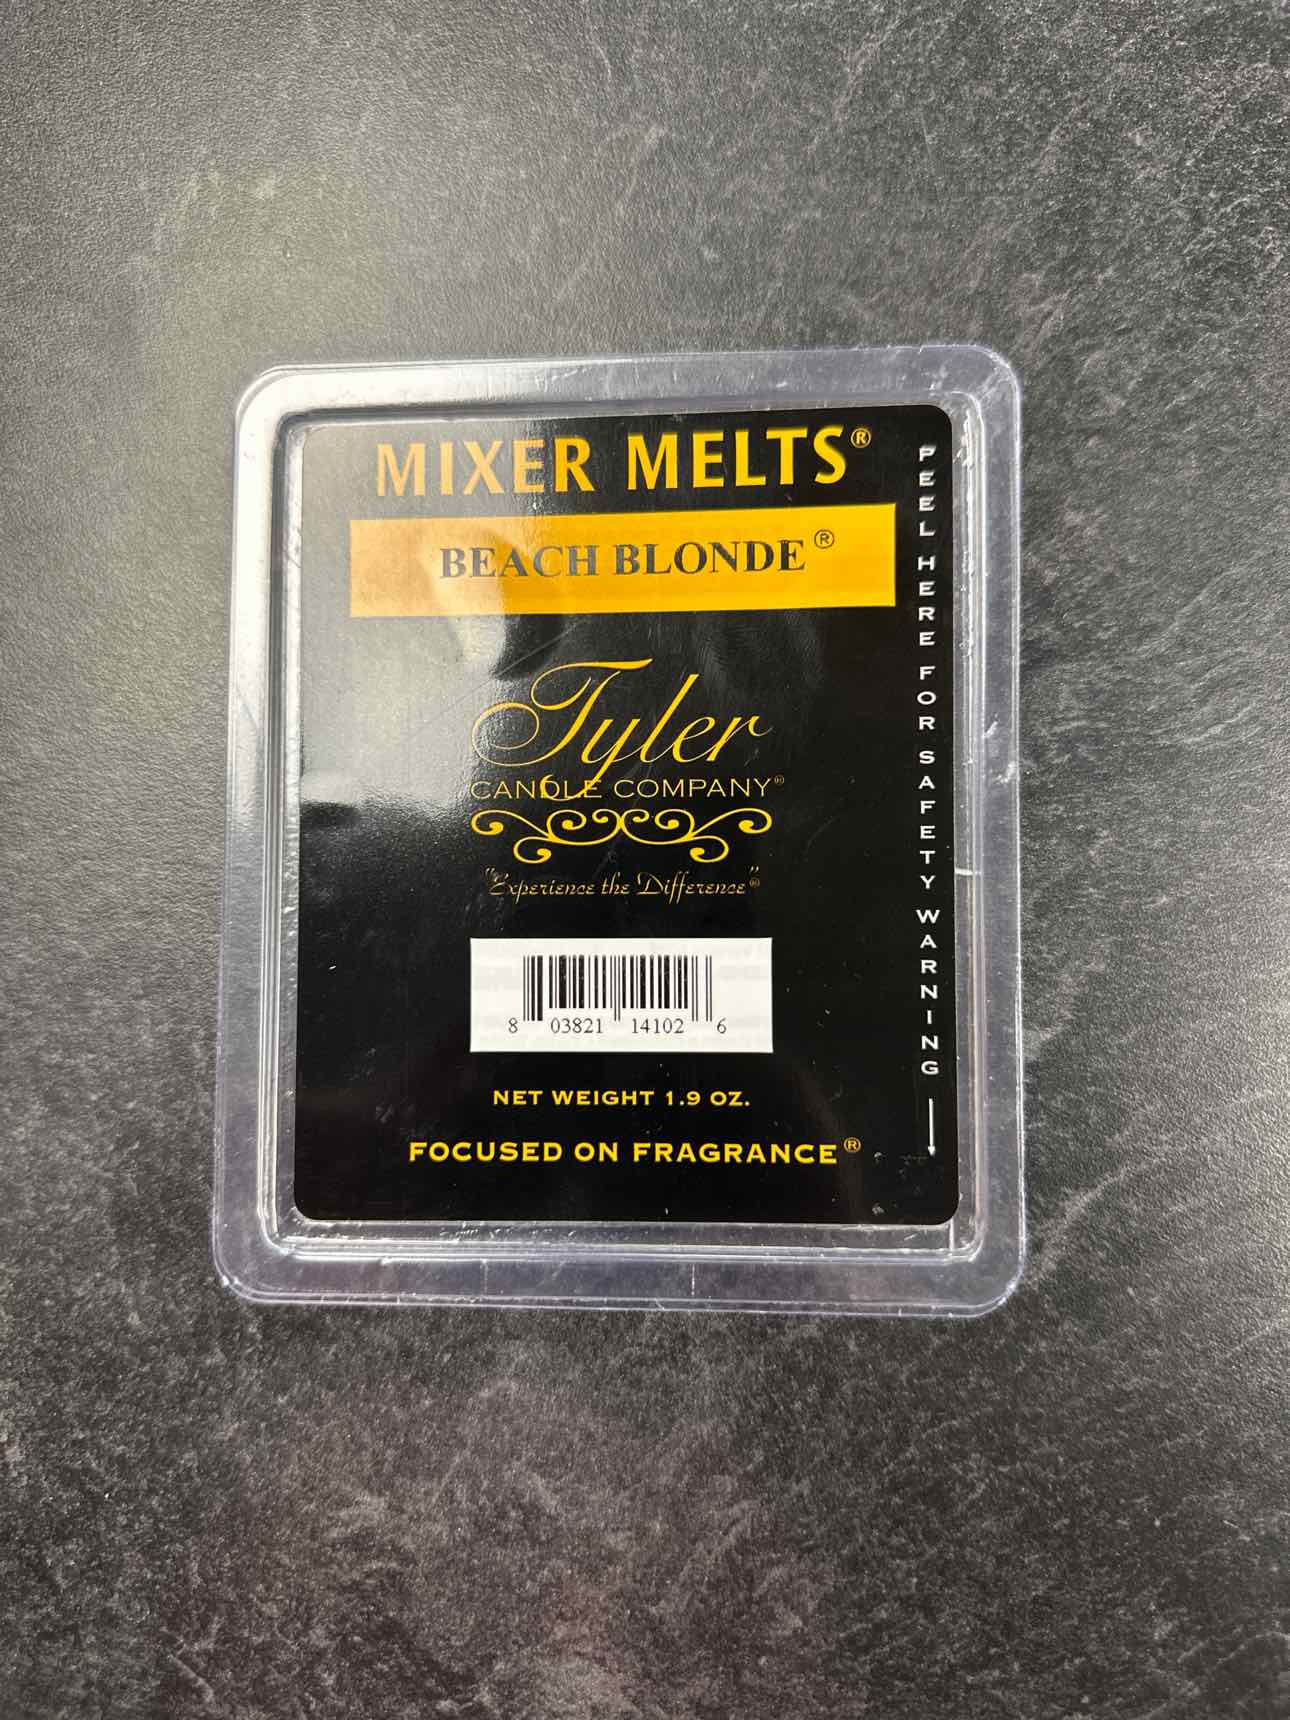 MIXER MELTS®
BEACH BLONDE®
Tyler
CANDLE COMPANY®
"Experience the Difference"®
8 03821 14102 6
NET WEIGHT 1.9 OZ.
FOCUSED ON FRAGRANCE®
PEEL HERE FOR SAFETY WARNING